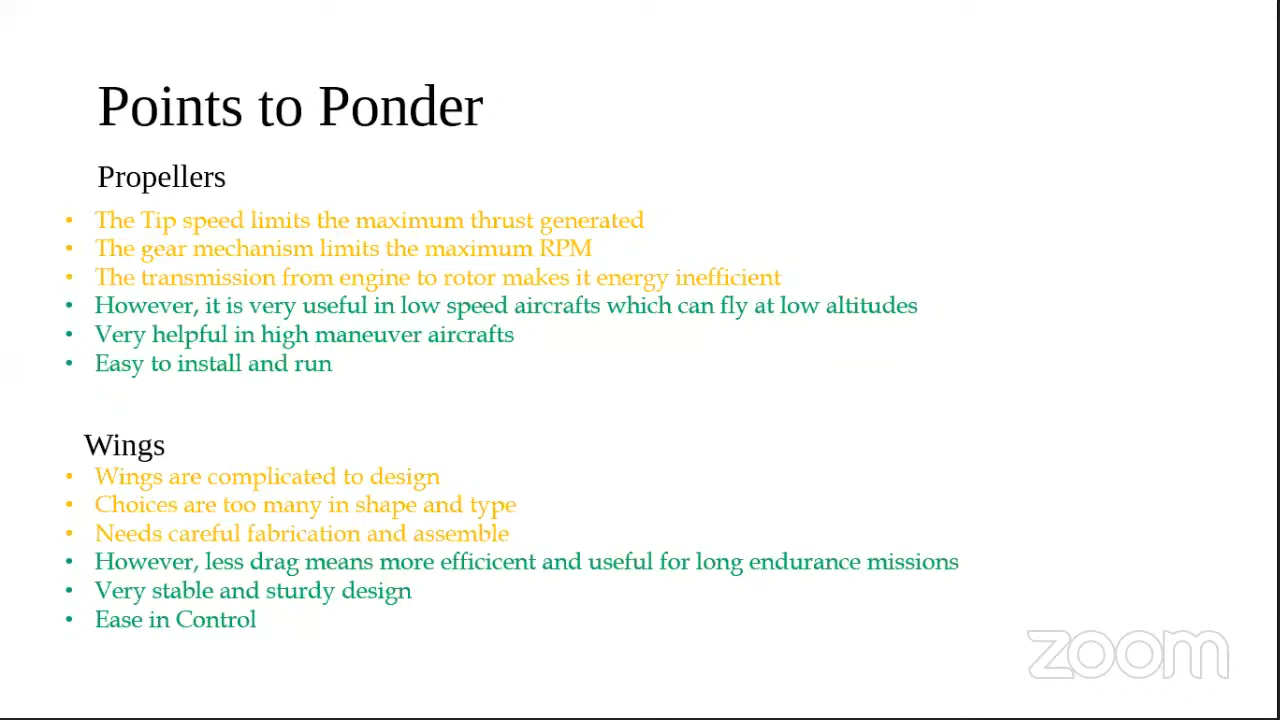 Points to Ponder
Propellers
• The Tip speed limits the maximum thrust generated
• The gear mechanism limits the maximum RPM
• The transmission from engine to rotor makes it energy inefficient
• However, it is very useful in low speed aircrafts which can fly at low altitudes
• Very helpful in high maneuver aircrafts
• Easy to install and run
Wings
• Wings are complicated to design
• Choices are too many in shape and type
• Needs careful fabrication and assemble
• However, less drag means more efficicent and useful for long endurance missions
• Very stable and sturdy design
• Ease in Control
zoom